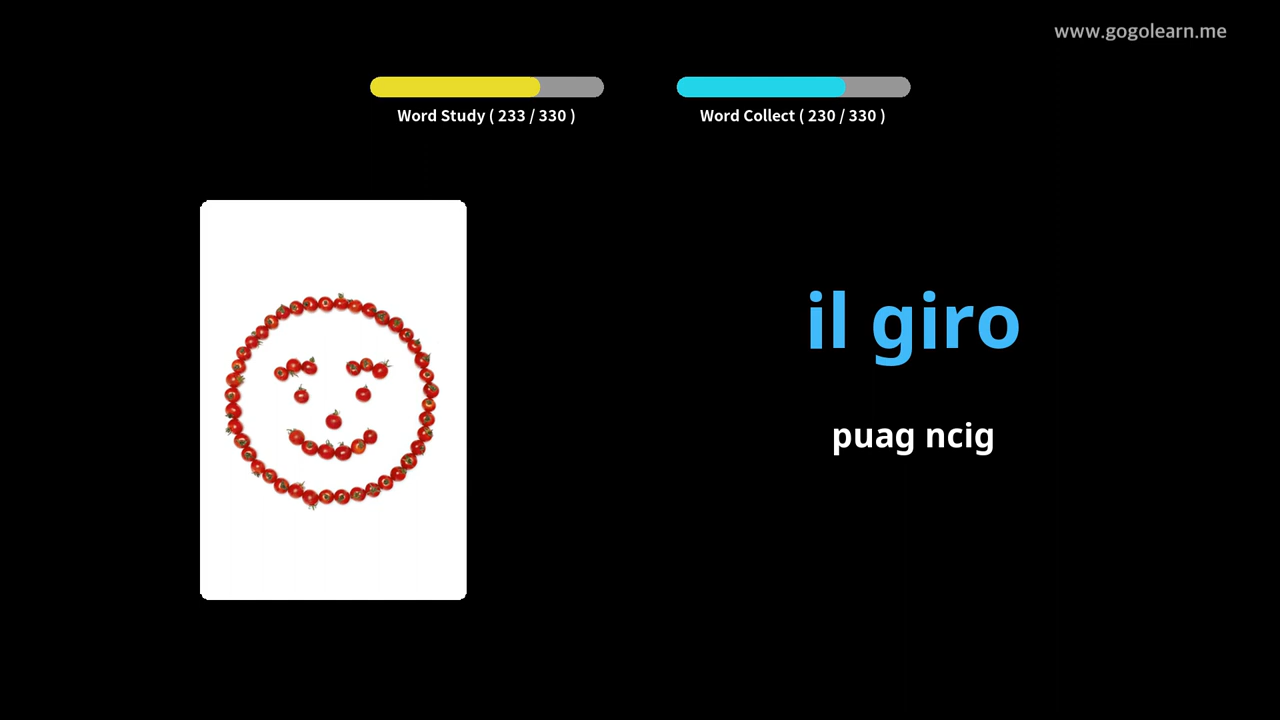 www.gogolearn.me
Word Study ( 233 / 330 )
Word Collect ( 230 / 330 )
il giro
puag ncig